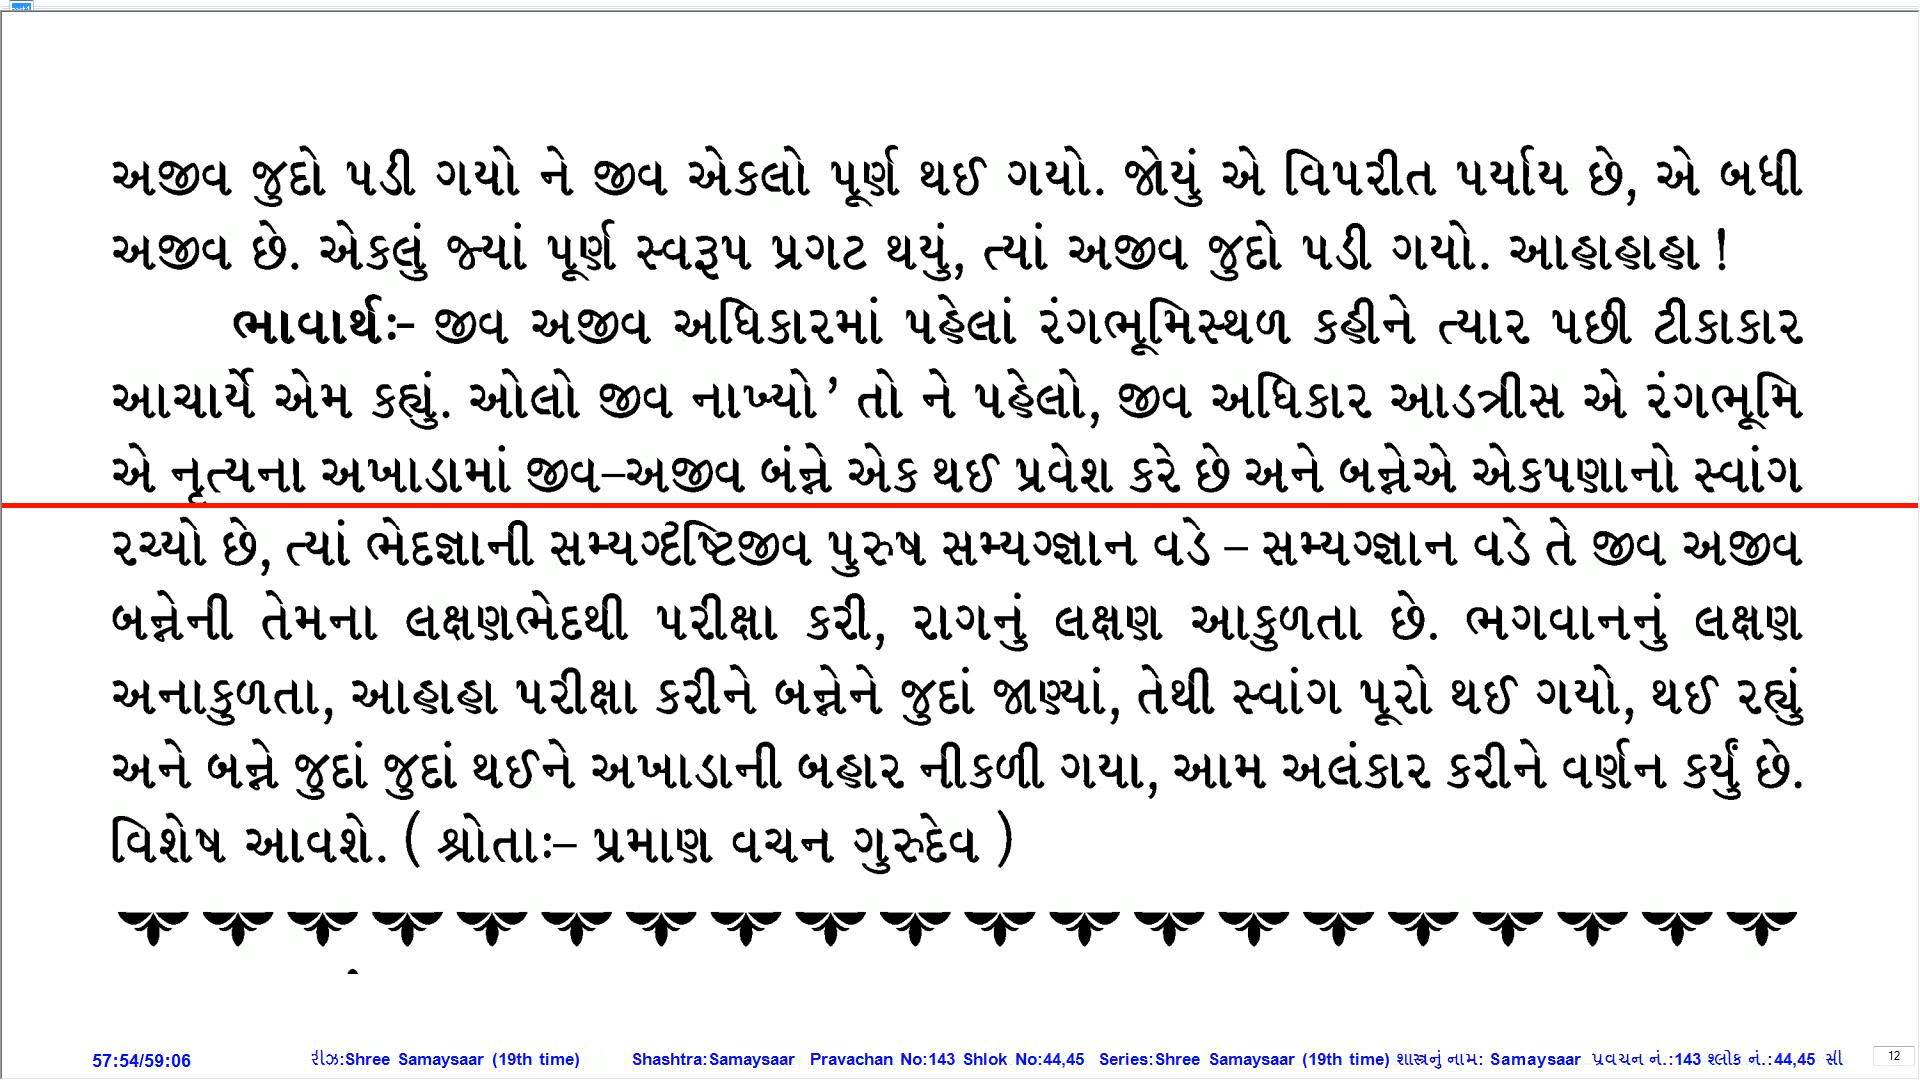 અજીવ જુદો પડી ગયો ને જીવ એકલો પૂર્ણ થઈ ગયો. જોયું એ વિપરીત પર્યાય છે, એ બધી
અજીવ છે. એકલું જ્યાં પૂર્ણ સ્વરૂપ પ્રગટ થયું, ત્યાં અજીવ જુદો પડી ગયો. આહાહાહા !
ભાવાર્થઃ- જીવ અજીવ અધિકારમાં પહેલાં રંગભૂમિસ્થળ કહીને ત્યાર પછી ટીકાકાર
આચાર્યે એમ કહ્યું. ઓલો જીવ નાખ્યો’ તો ને પહેલો, જીવ અધિકાર આડત્રીસ એ રંગભૂમિ
એ નૃત્યના અખાડામાં જીવ–અજીવ બંન્ને એક થઈ પ્રવેશ કરે છે અને બન્નેએ એકપણાનો સ્વાંગ
રચ્યો છે, ત્યાં ભેદજ્ઞાની સમ્યગ્દૃષ્ટિજીવ પુરુષ સમ્યગ્જ્ઞાન વડે – સમ્યગ્જ્ઞાન વડે તે જીવ અજીવ
બન્નેની તેમના લક્ષણભેદથી પરીક્ષા કરી, રાગનું લક્ષણ આકુળતા છે. ભગવાનનું લક્ષણ
અનાકુળતા, આહાહા પરીક્ષા કરીને બન્નેને જુદાં જાણ્યાં, તેથી સ્વાંગ પૂરો થઈ ગયો, થઈ રહ્યું
અને બન્ને જુદાં જુદાં થઈને અખાડાની બહાર નીકળી ગયા, આમ અલંકાર કરીને વર્ણન કર્યું છે.
વિશેષ આવશે. ( શ્રોતાઃ– પ્રમાણ વચન ગુરુદેવ )
57:54/59:06 રીઝ:Shree Samaysaar (19th time) Shashtra:Samaysaar Pravachan No:143 Shlok No:44,45 Series:Shree Samaysaar (19th time) શાસ્ત્રનું નામ: Samaysaar પ્રવચન નં.:143 શ્લોક નં.:44,45 સી 12